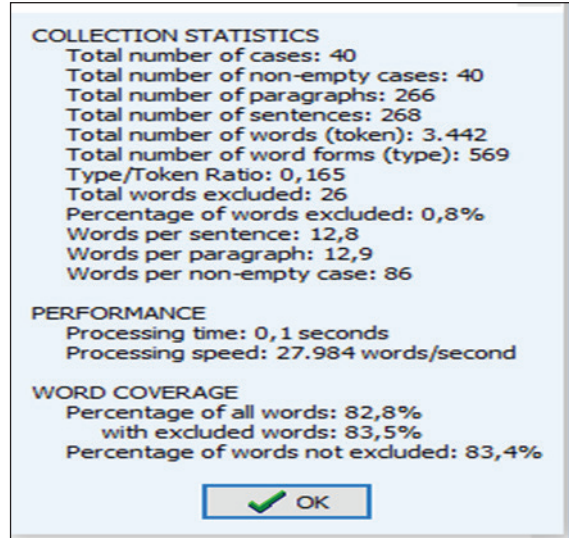 COLLECTION STATISTICS
Total number of cases: 40
Total number of non-empty cases: 40
Total number of paragraphs: 266
Total number of sentences: 268
Total number of words (token): 3.442
Total number of word forms (type): 569
Type/Token Ratio: 0,165
Total words excluded: 26
Percentage of words excluded: 0,8%
Words per sentence: 12,8
Words per paragraph: 12,9
Words per non-empty case: 86
PERFORMANCE
Processing time: 0,1 seconds
Processing speed: 27.984 words/second
WORD COVERAGE
Percentage of all words: 82,8%
with excluded words: 83,5%
Percentage of words not excluded: 83,4%
OK